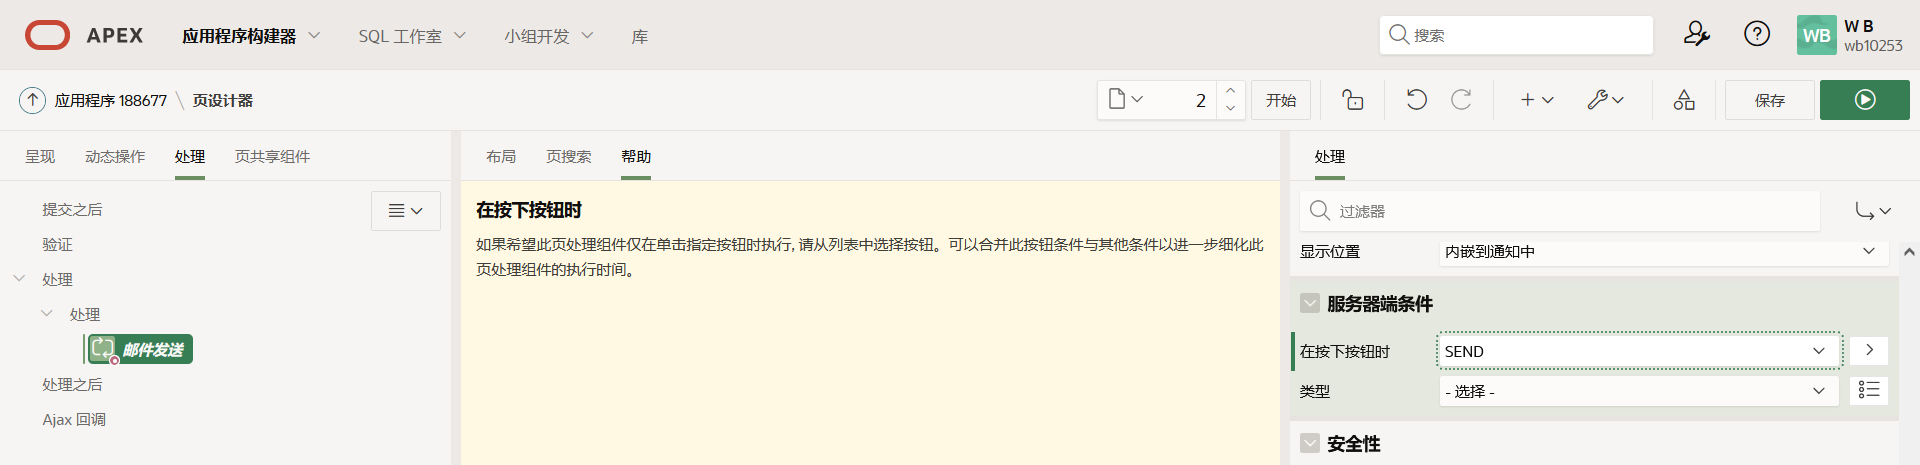 APEX 应用程序构建器 SQL 工作室 小组开发 库 搜索 WB W B
wb10253
应用程序 188677 \ 页设计器 2 开始 保存
呈现 动态操作 处理 页共享组件
提交之后
验证
处理
处理
邮件发送
处理之后
Ajax 回调
布局 页搜索 帮助
在按下按钮时
如果希望此页处理组件仅在单击指定按钮时执行, 请从列表中选择按钮。可以合并此按钮条件与其他条件以进一步细化此
页处理组件的执行时间。
处理
过滤器
显示位置 内嵌到通知中
服务器端条件
在按下按钮时 SEND
类型 - 选择 -
安全性